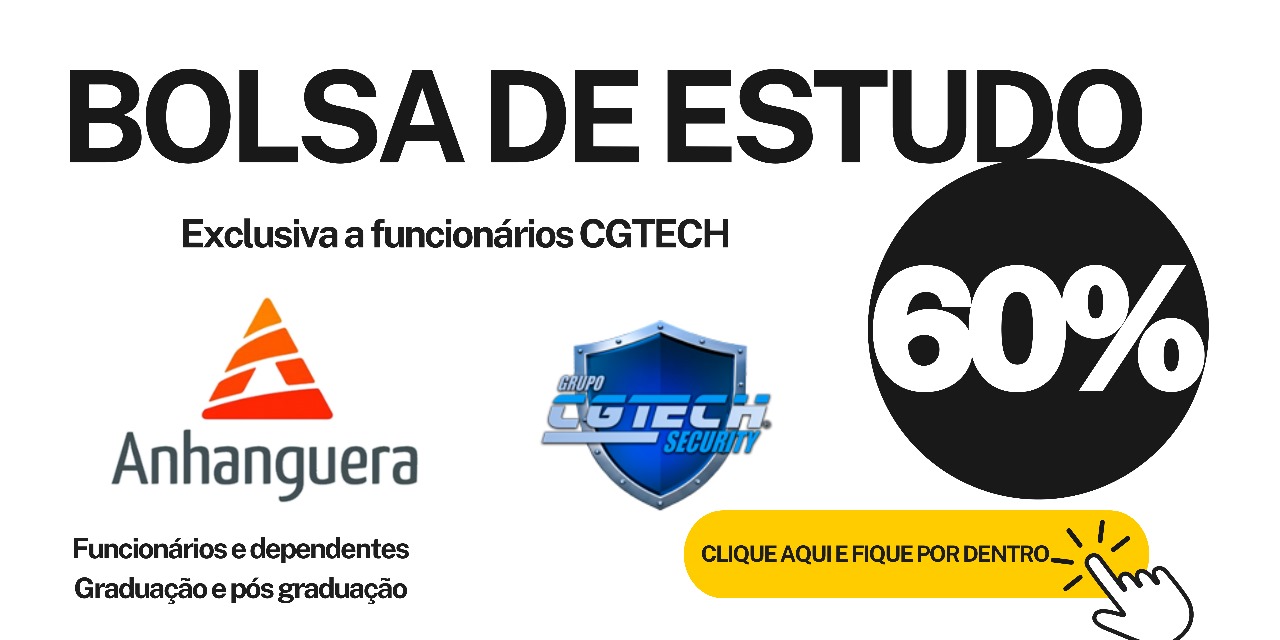 BOLSA DE ESTUDO
Exclusiva a funcionários CGTECH
60%
Anhanguera
GRUPO
CGTECH
SECURITY
Funcionários e dependentes
Graduação e pós graduação
CLIQUE AQUI E FIQUE POR DENTRO